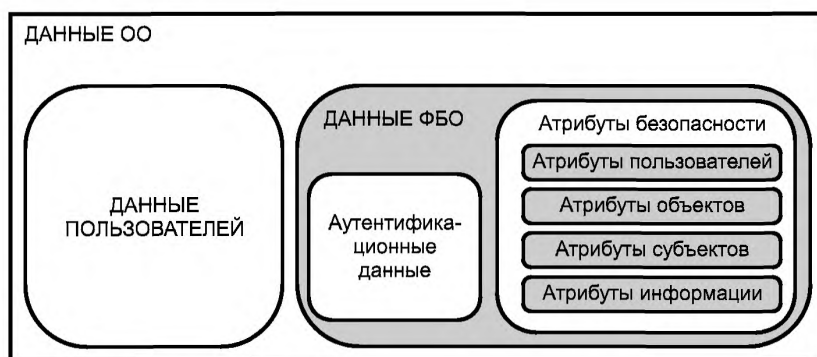 ДАННЫЕ ОО
ДАННЫЕ
ПОЛЬЗОВАТЕЛЕЙ
ДАННЫЕ ФБО
Аутентифика-
ционные
данные
Атрибуты безопасности
Атрибуты пользователей
Атрибуты объектов
Атрибуты субъектов
Атрибуты информации